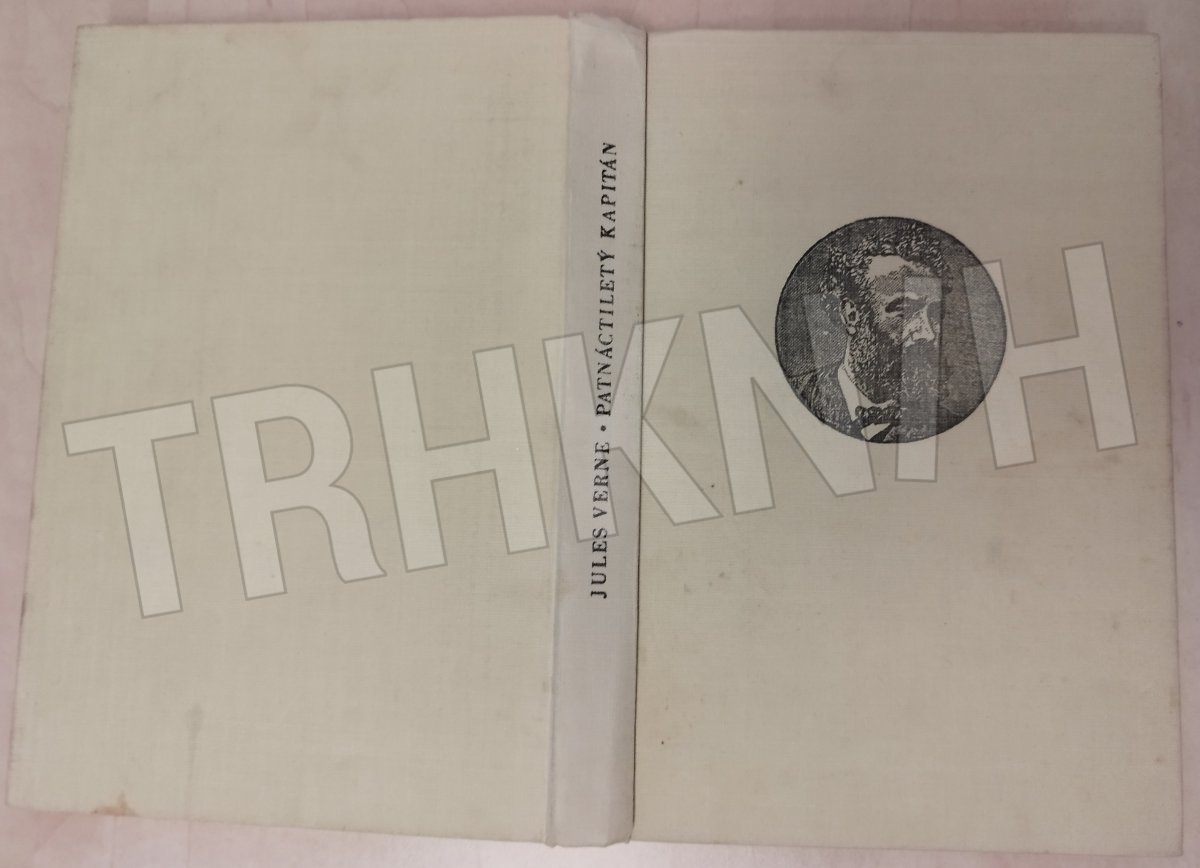 JULES VERNE • PATNÁCTILETÝ KAPITÁN
TRHKNIH